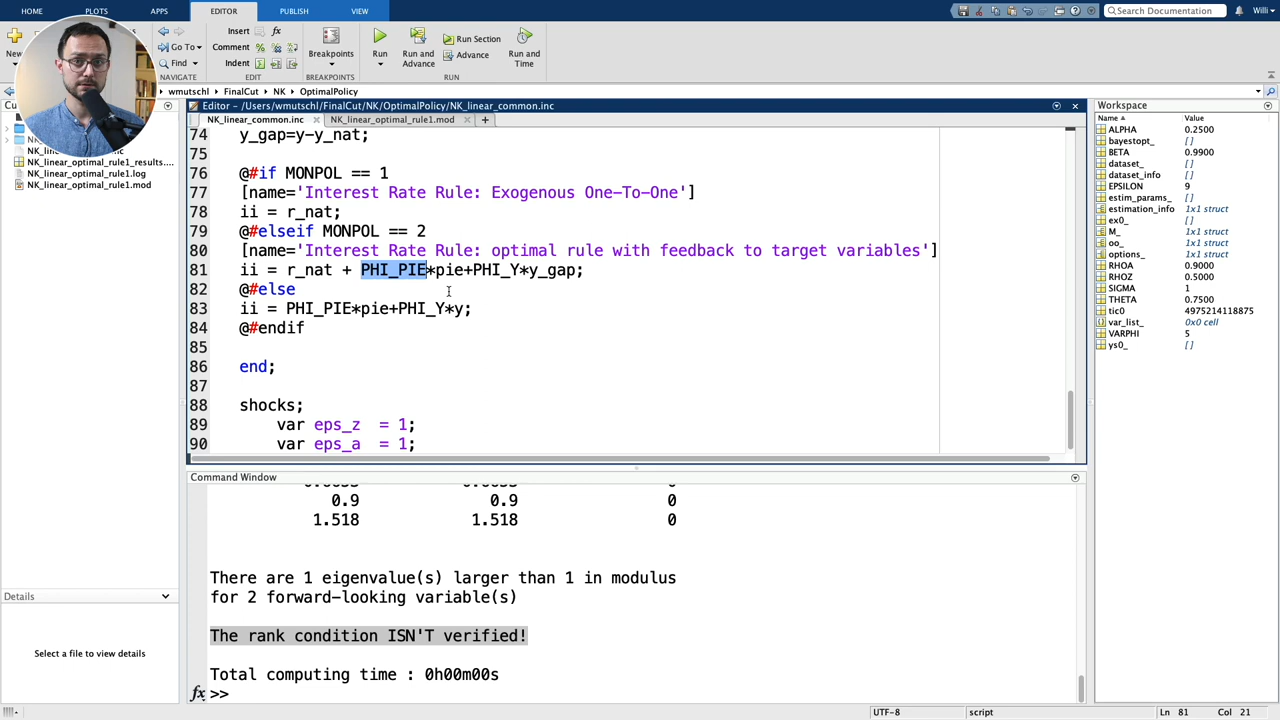 HOME PLOTS APPS EDITOR PUBLISH VIEW
Search Documentation Willi
New
Go To
Find
NAVIGATE
Insert fx
Comment %
Indent
EDIT
Breakpoints
BREAKPOINTS
Run
Run and
Advance
Run Section
Advance
Run and
Time
RUN
wmutschl FinalCut NK OptimalPolicy
Editor - /Users/wmutschl/FinalCut/NK/OptimalPolicy/NK_linear_common.inc
NK_linear_common.inc × NK_linear_optimal_rule1.mod × +
NK_linear_optimal_rule1_results....
NK_linear_optimal_rule1.log
NK_linear_optimal_rule1.mod
Details
Select a file to view details
74 y_gap=y-y_nat;
75
76 @#if MONPOL == 1
77 [name='Interest Rate Rule: Exogenous One-To-One']
78 ii = r_nat;
79 @#elseif MONPOL == 2
80 [name='Interest Rate Rule: optimal rule with feedback to target variables']
81 ii = r_nat + PHI_PIE*pie+PHI_Y*y_gap;
82 @#else
83 ii = PHI_PIE*pie+PHI_Y*y;
84 @#endif
85
86 end;
87
88 shocks;
89 var eps_z = 1;
90 var eps_a = 1;
Command Window
0.9 0.9 0
1.518 1.518 0
There are 1 eigenvalue(s) larger than 1 in modulus
for 2 forward-looking variable(s)
The rank condition ISN'T verified!
Total computing time : 0h00m00s
fx >>
Workspace
Name Value
ALPHA 0.2500
bayestopt_ []
BETA 0.9900
dataset_ []
dataset_info []
EPSILON 9
estim_params_ []
estimation_info 1x1 struct
ex0_ []
M_ 1x1 struct
oo_ 1x1 struct
options_ 1x1 struct
RHOA 0.9000
RHOZ 0.5000
SIGMA 1
THETA 0.7500
tic0 4975214118875
var_list_ 0x0 cell
VARPHI 5
ys0_ []
UTF-8 script Ln 81 Col 21